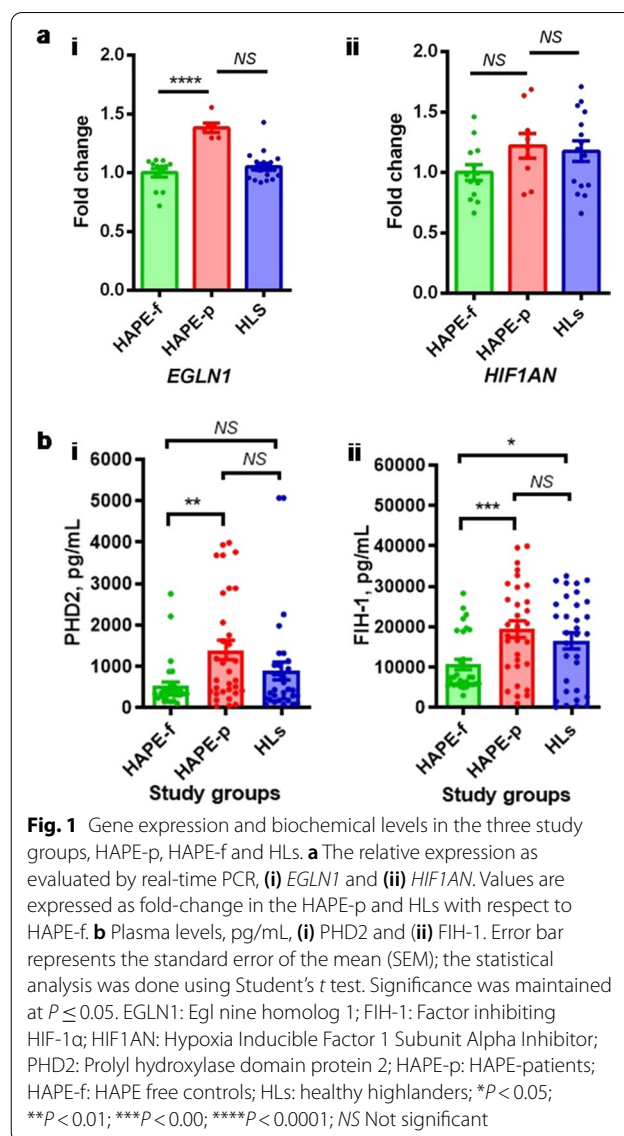 a
i
ii
NS
NS
****
NS
2.0
1.5
1.0
0.5
0.0
Fold change
HAPE-f
HAPE-p
HLS
EGLN1
2.0
1.5
1.0
0.5
0.0
Fold change
HAPE-f
HAPE-p
HLs
HIF1AN
b
i
ii
NS
NS
**
6000
5000
4000
3000
2000
1000
0
PHD2, pg/mL
HAPE-f
HAPE-p
HLs
Study groups
*
NS
***
60000
50000
40000
30000
20000
10000
0
FIH-1, pg/mL
HAPE-f
HAPE-p
HLs
Study groups
Fig. 1 Gene expression and biochemical levels in the three study
groups, HAPE-p, HAPE-f and HLs. a The relative expression as
evaluated by real-time PCR, (i) EGLN1 and (ii) HIF1AN. Values are
expressed as fold-change in the HAPE-p and HLs with respect to
HAPE-f. b Plasma levels, pg/mL, (i) PHD2 and (ii) FIH-1. Error bar
represents the standard error of the mean (SEM); the statistical
analysis was done using Student's t test. Significance was maintained
at P ≤ 0.05. EGLN1: Egl nine homolog 1; FIH-1: Factor inhibiting
HIF-1α; HIF1AN: Hypoxia Inducible Factor 1 Subunit Alpha Inhibitor;
PHD2: Prolyl hydroxylase domain protein 2; HAPE-p: HAPE-patients;
HAPE-f: HAPE free controls; HLs: healthy highlanders; *P < 0.05;
**P < 0.01; ***P < 0.00; ****P < 0.0001; NS Not significant